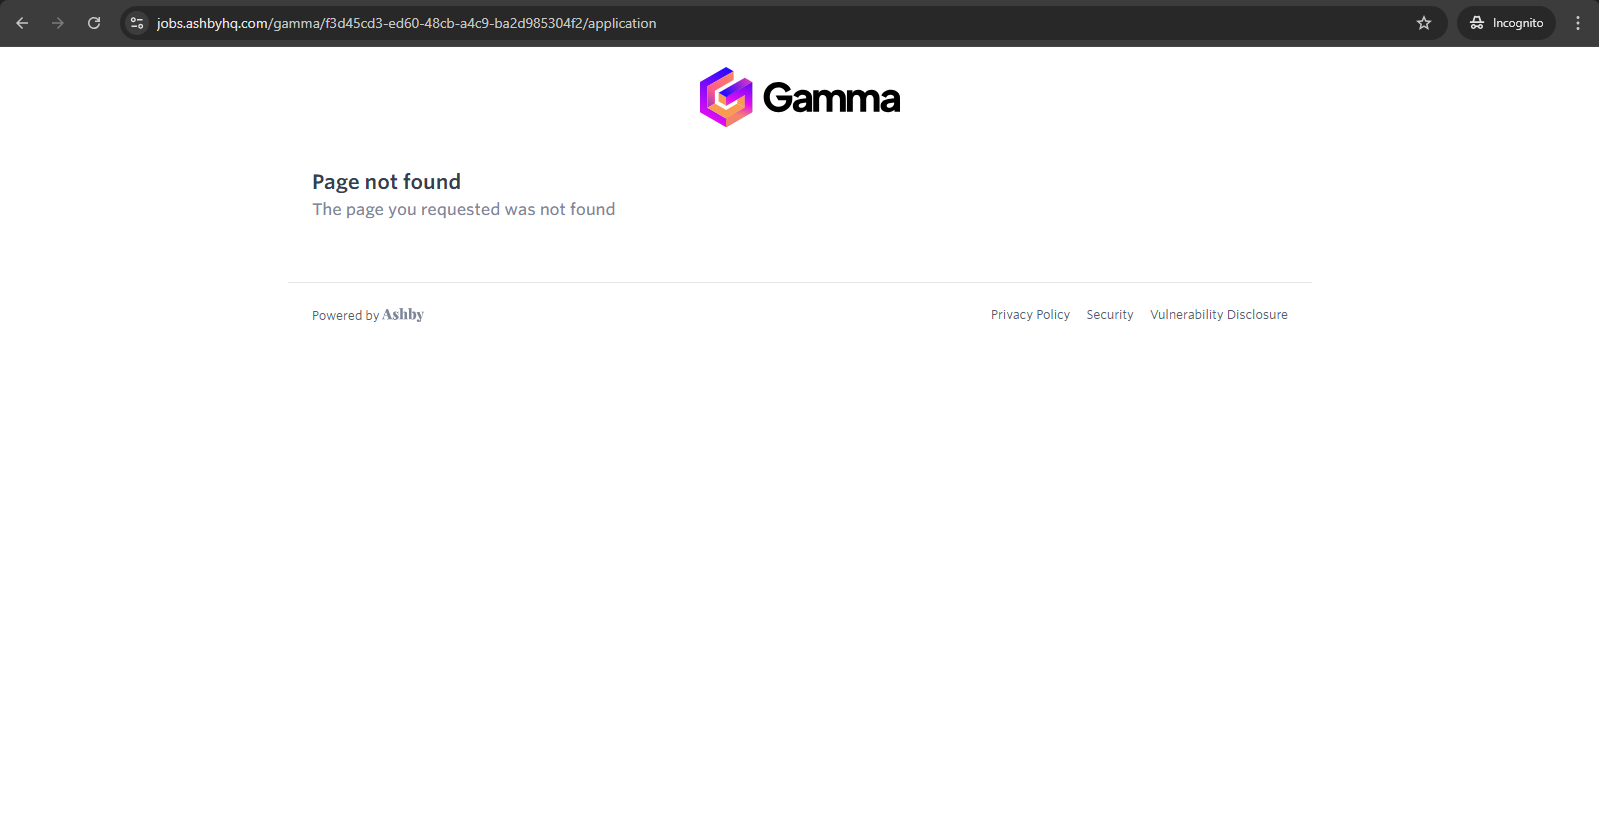 jobs.ashbyhq.com/gamma/f3d45cd3-ed60-48cb-a4c9-ba2d985304f2/application
Incognito
Gamma
Page not found
The page you requested was not found
Powered by Ashby
Privacy Policy Security Vulnerability Disclosure